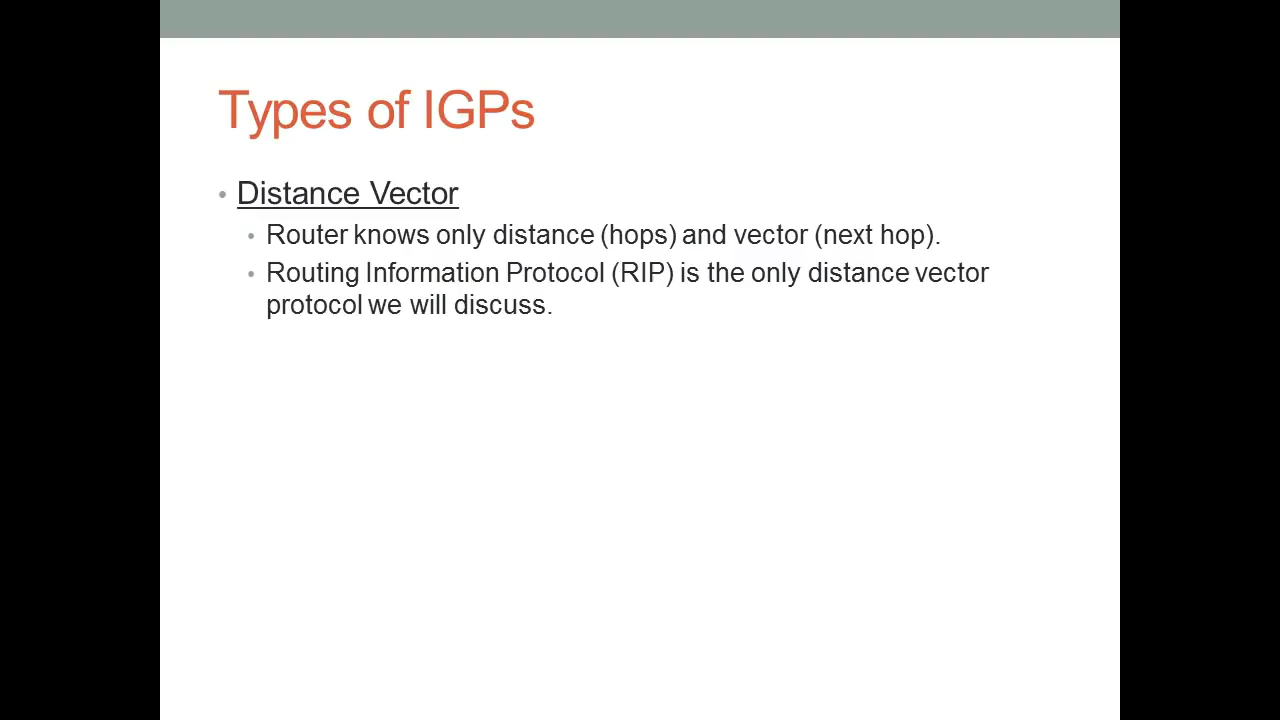 Types of IGPs
• Distance Vector
• Router knows only distance (hops) and vector (next hop).
• Routing Information Protocol (RIP) is the only distance vector
protocol we will discuss.